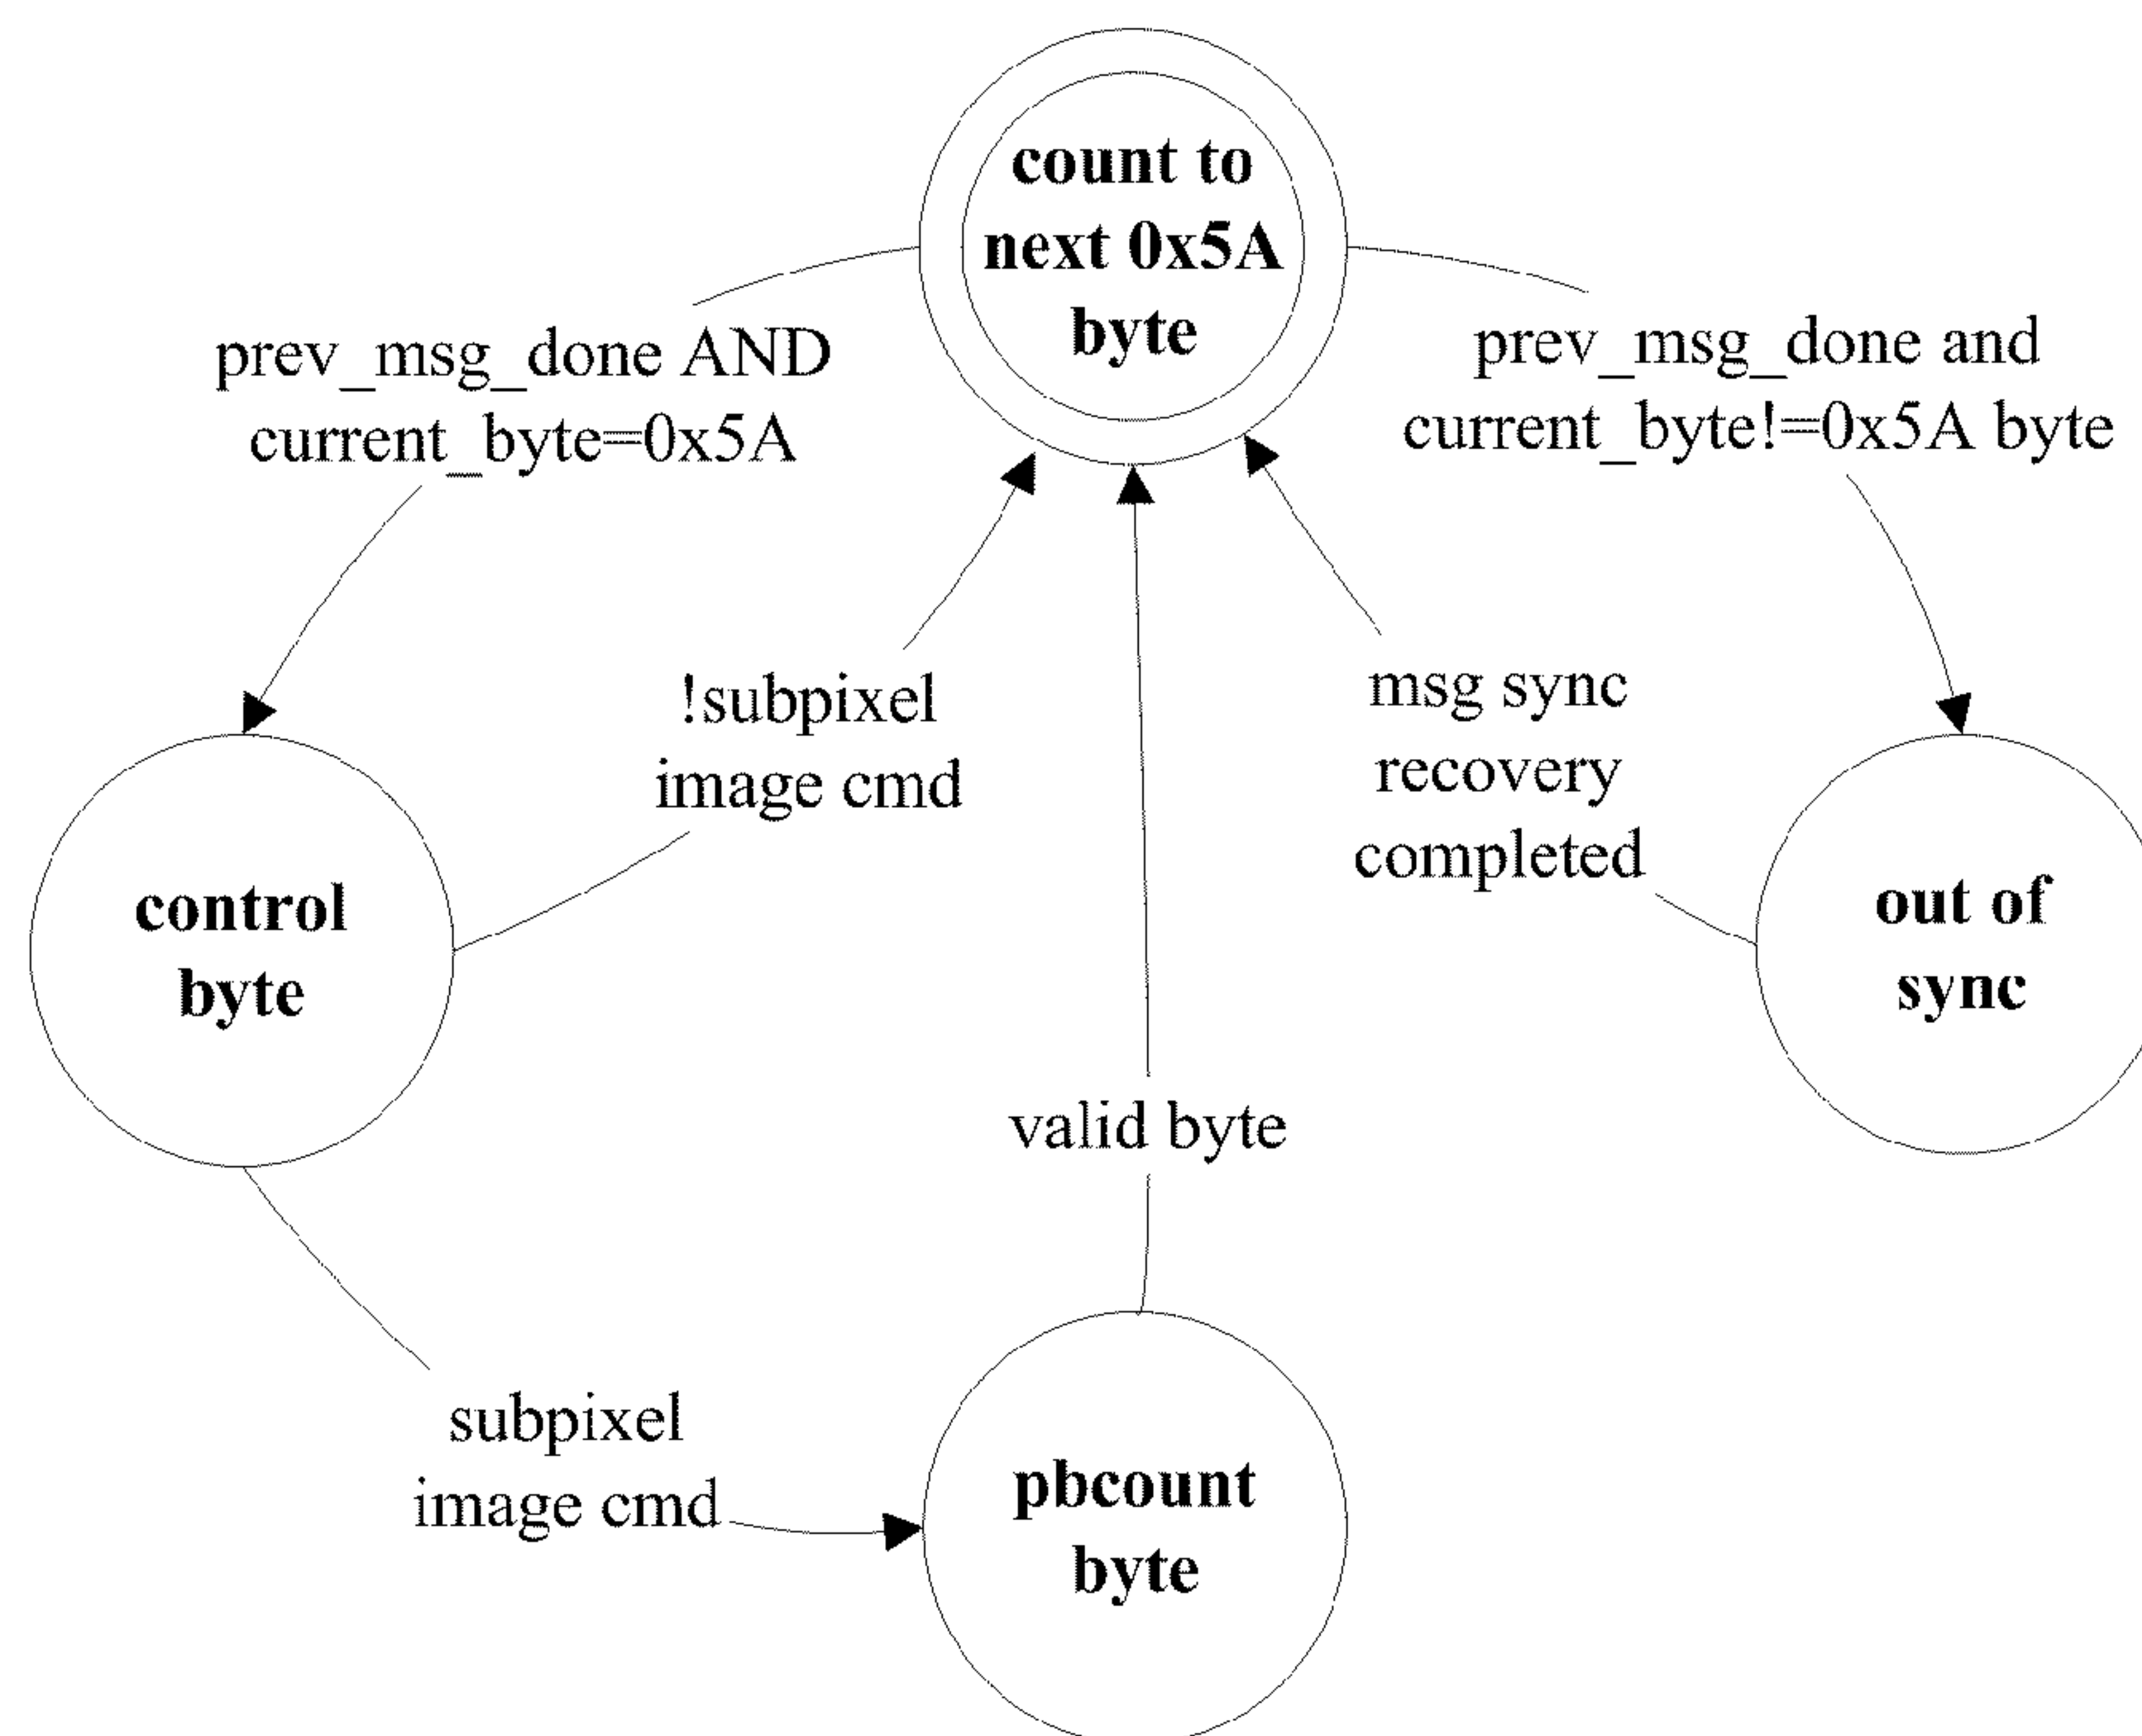 count to
next 0x5A
byte
prev_msg_done AND
current_byte=0x5A
prev_msg_done and
current_byte!=0x5A byte
!subpixel
image cmd
msg sync
recovery
completed
control
byte
out of
sync
valid byte
subpixel
image cmd
pbcount
byte